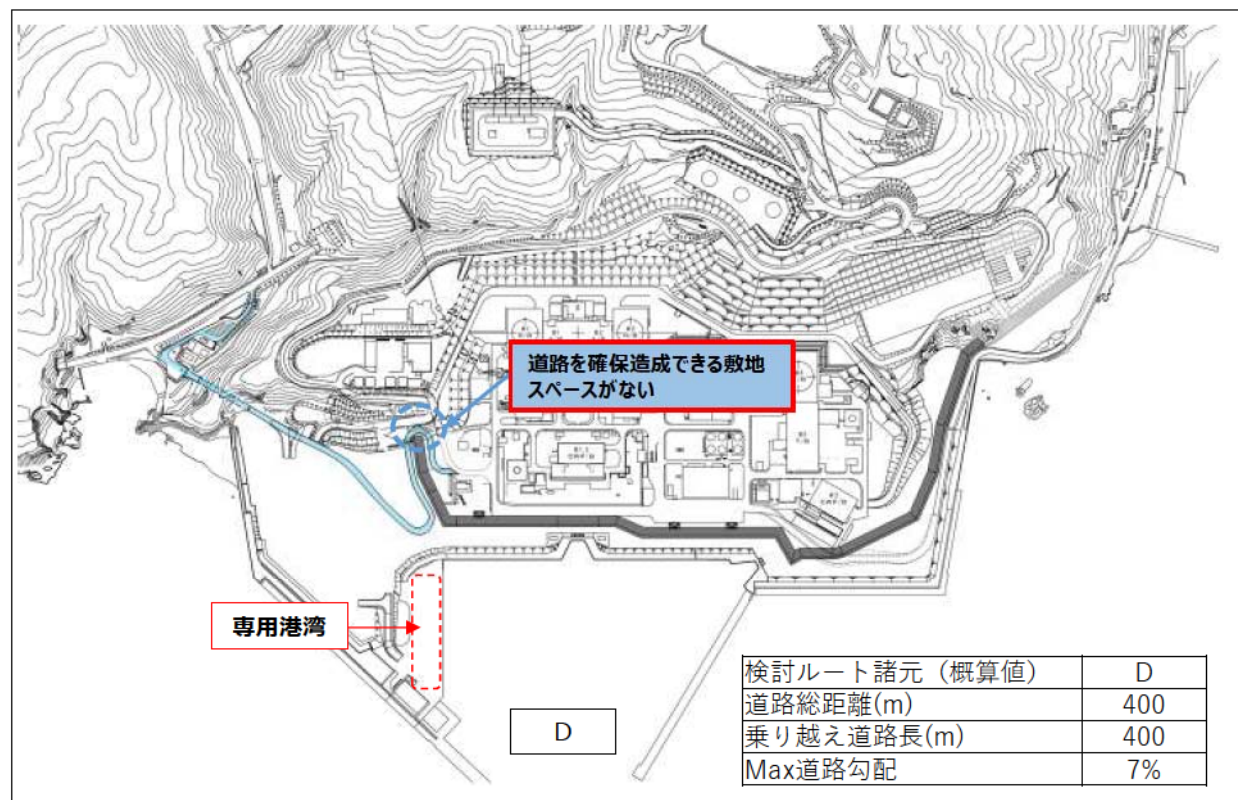 道路を確保造成できる敷地
スペースがない
専用港湾
D
検討ルート諸元（概算値） D
道路総距離(m) 400
乗り越え道路長(m) 400
Max道路勾配 7%